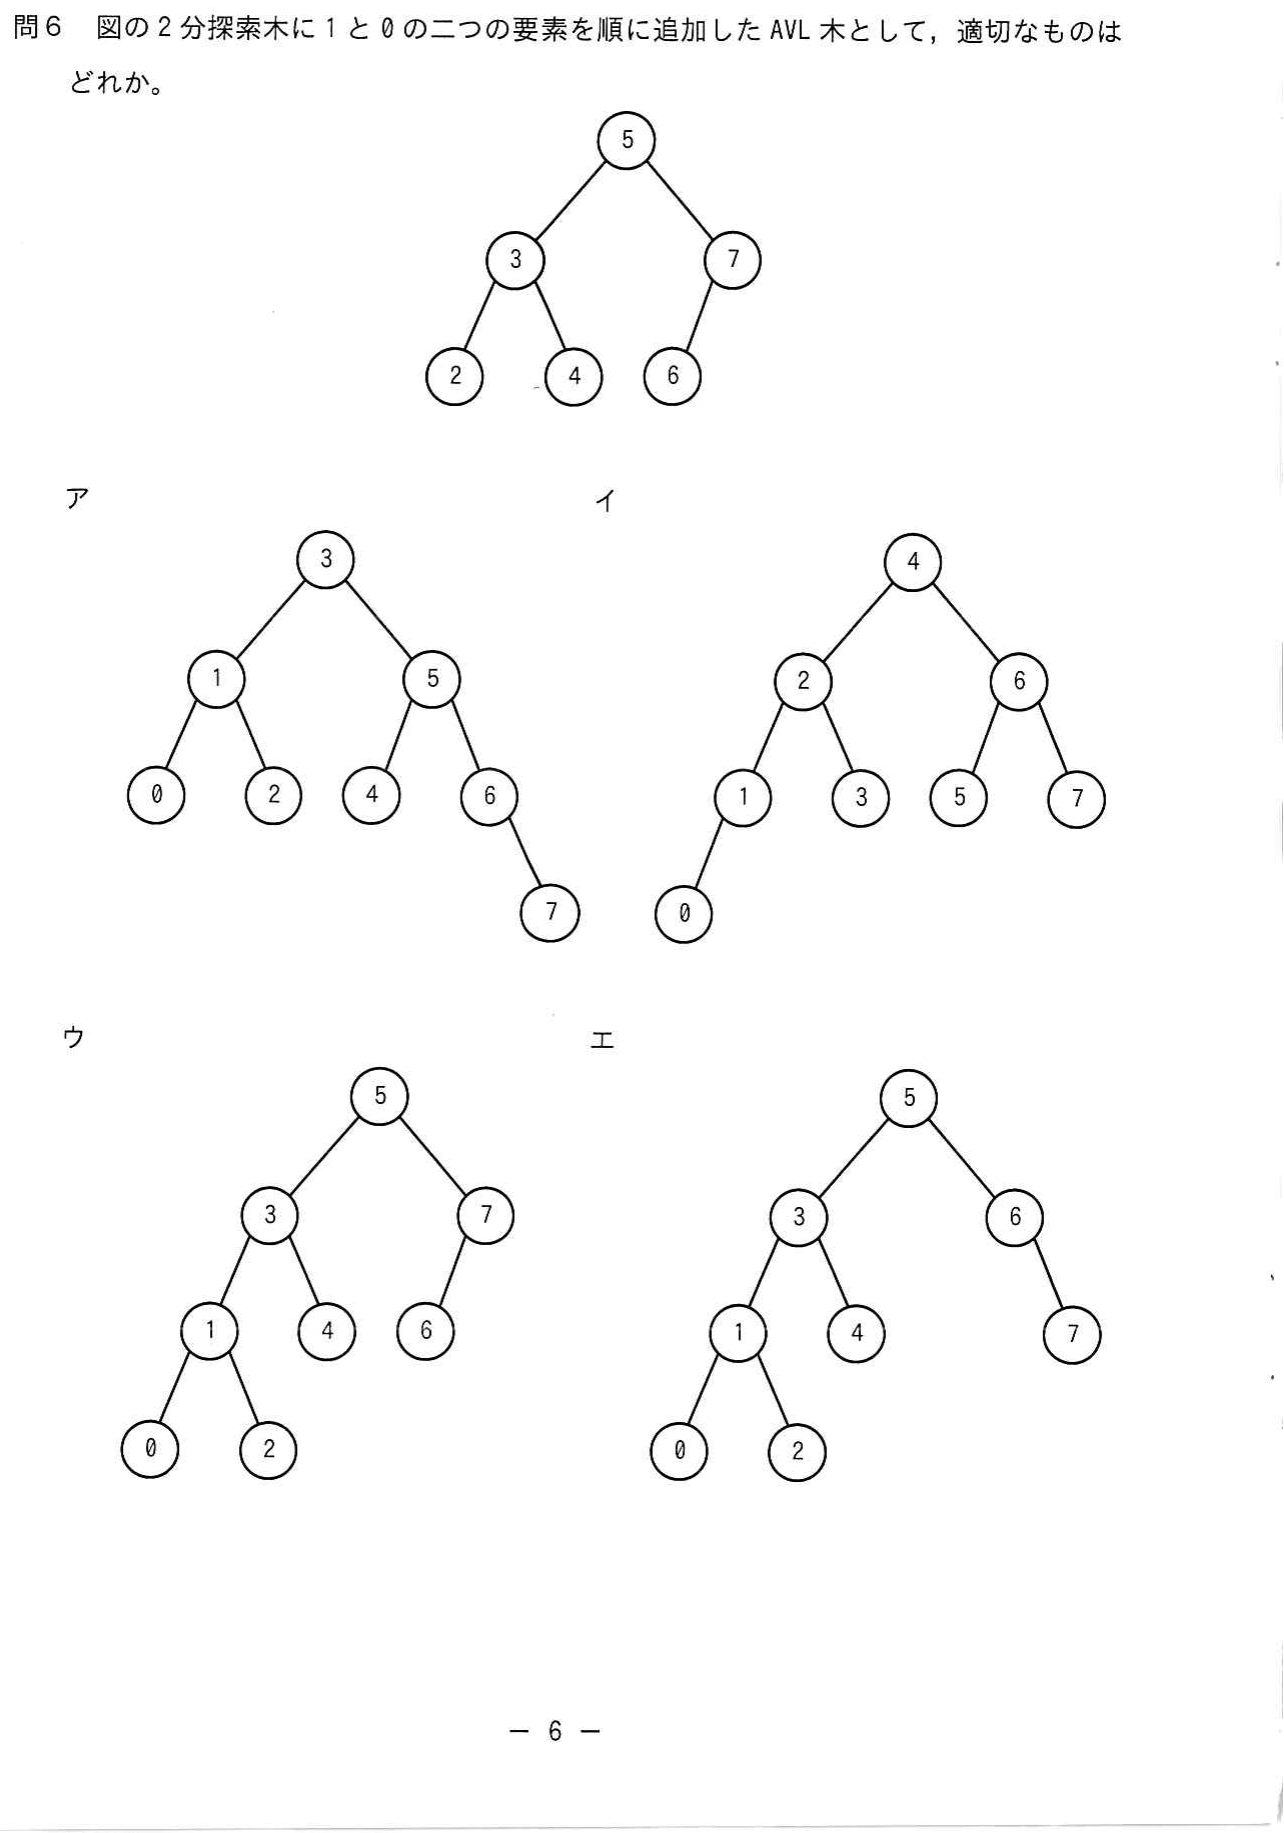 問6 図の2分探索木に1と0の二つの要素を順に追加したAVL木として，適切なものは
どれか。
5
3 7
2 4 6
ア イ
3 4
1 5 2 6
0 2 4 6 1 3 5 7
7 0
ウ エ
5 5
3 7 3 6
1 4 6 1 4 7
0 2 0 2
－ 6 －